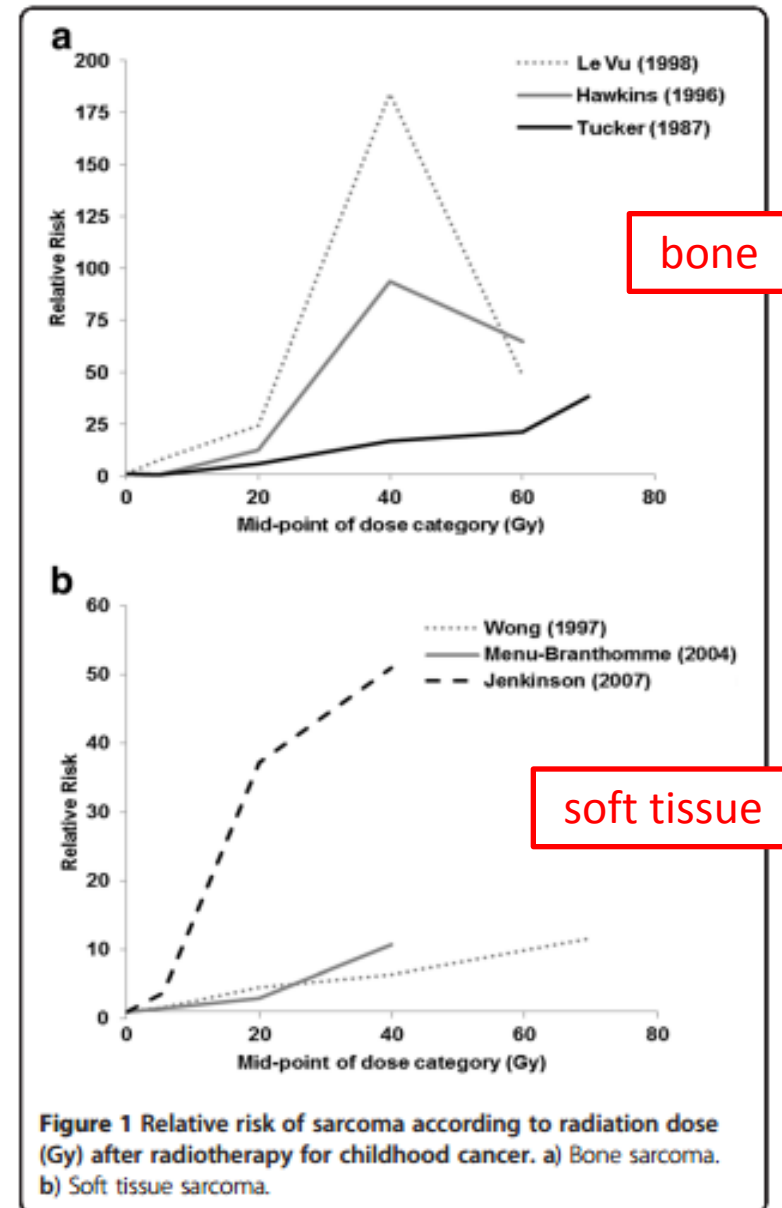 a
200
175
150
125
100
75
50
25
0
Relative Risk
Le Vu (1998)
Hawkins (1996)
Tucker (1987)
bone
0 20 40 60 80
Mid-point of dose category (Gy)
b
60
50
40
30
20
10
0
Relative Risk
Wong (1997)
Menu-Branthomme (2004)
Jenkinson (2007)
soft tissue
0 20 40 60 80
Mid-point of dose category (Gy)
Figure 1 Relative risk of sarcoma according to radiation dose
(Gy) after radiotherapy for childhood cancer. a) Bone sarcoma.
b) Soft tissue sarcoma.